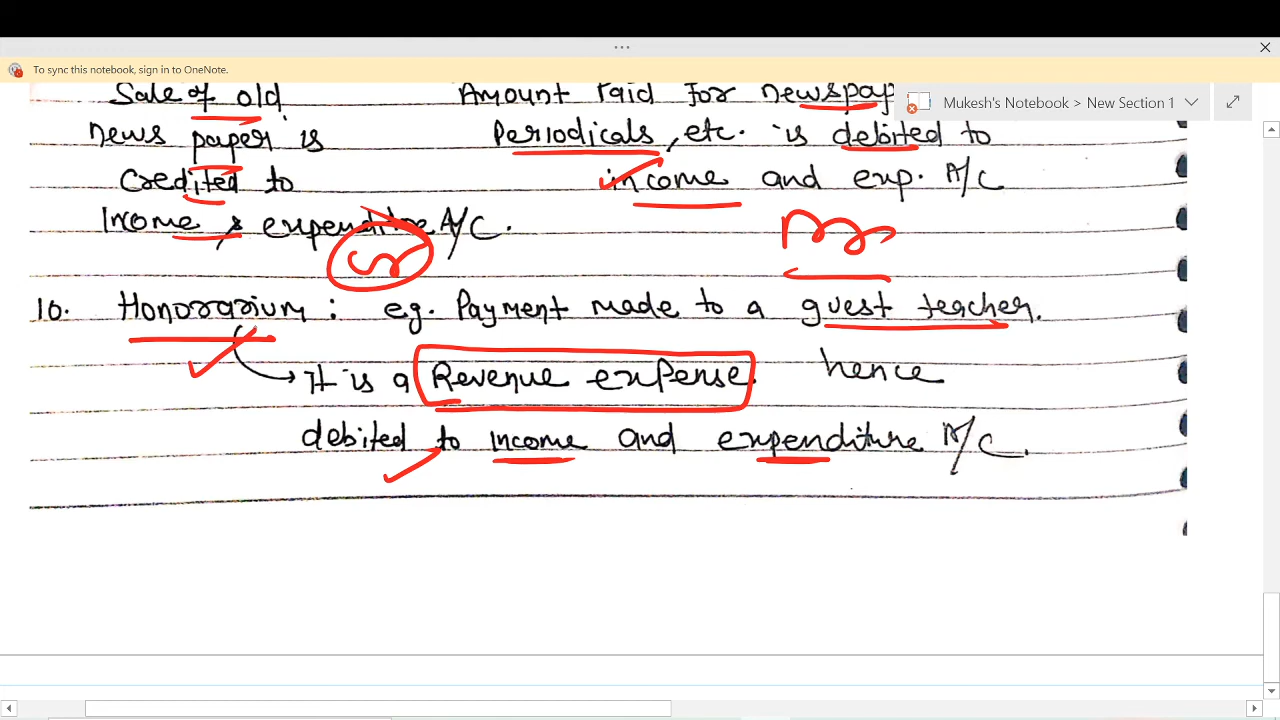 To sync this notebook, sign in to OneNote.
Mukesh's Notebook > New Section 1
Sale of old
News paper is
Credited to
Income & expenditure A/C.
Amount Paid for newspap
Periodicals, etc. is debited to
income and exp. A/C
10. Honorarium : e.g. Payment made to a guest teacher.
It is a Revenue expense. hence
debited to income and expenditure A/C.